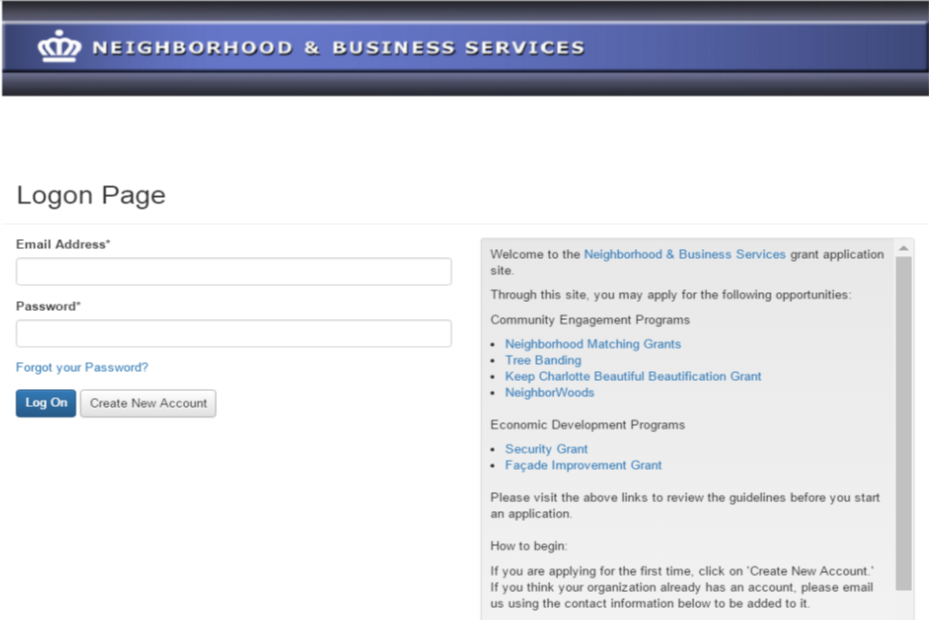 NEIGHBORHOOD & BUSINESS SERVICES
Logon Page
Email Address*
Password*
Forgot your Password?
Log On
Create New Account
Welcome to the Neighborhood & Business Services grant application
site.
Through this site, you may apply for the following opportunities:
Community Engagement Programs
• Neighborhood Matching Grants
• Tree Banding
• Keep Charlotte Beautiful Beautification Grant
• NeighborWoods
Economic Development Programs
• Security Grant
• Façade Improvement Grant
Please visit the above links to review the guidelines before you start
an application.
How to begin:
If you are applying for the first time, click on 'Create New Account.'
If you think your organization already has an account, please email
us using the contact information below to be added to it.